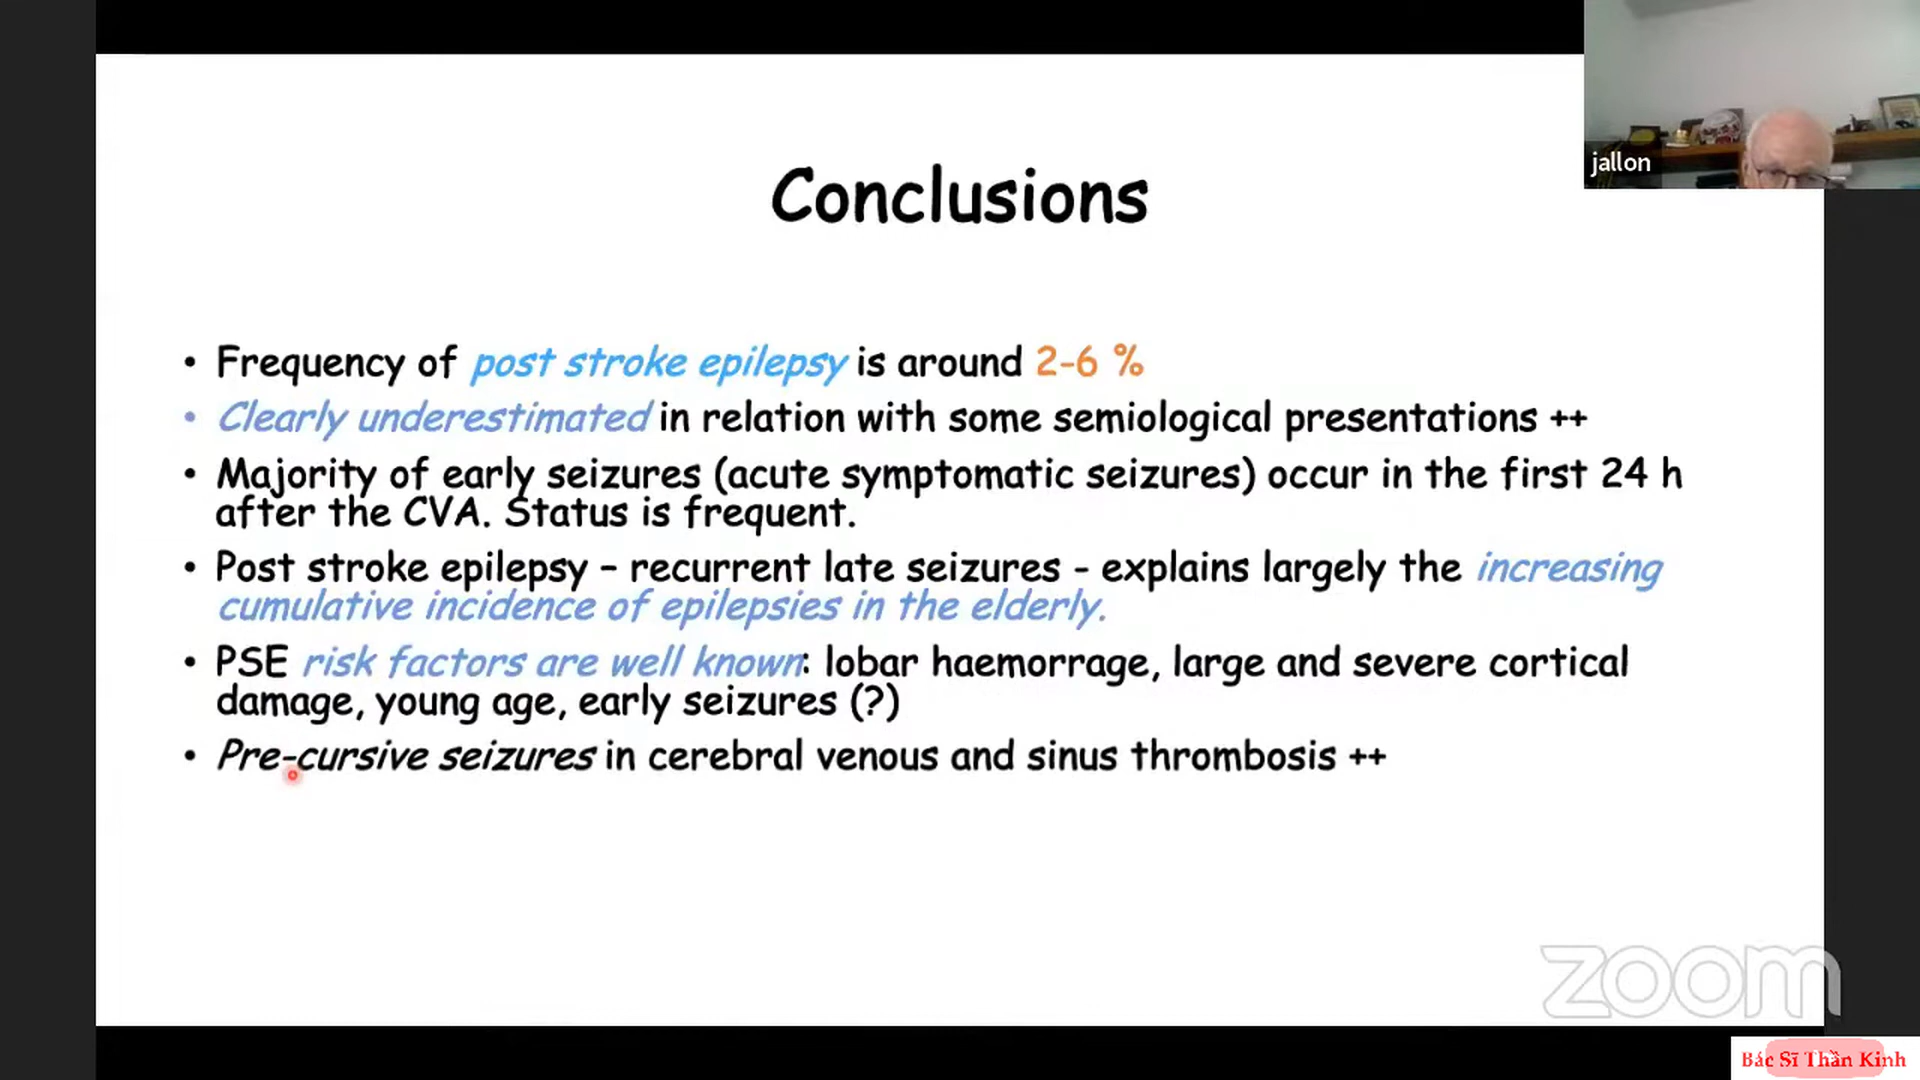 jallon
Conclusions
• Frequency of post stroke epilepsy is around 2-6 %
• Clearly underestimated in relation with some semiological presentations ++
• Majority of early seizures (acute symptomatic seizures) occur in the first 24 h
after the CVA. Status is frequent.
• Post stroke epilepsy – recurrent late seizures - explains largely the increasing
cumulative incidence of epilepsies in the elderly.
• PSE risk factors are well known: lobar haemorrage, large and severe cortical
damage, young age, early seizures (?)
• Pre-cursive seizures in cerebral venous and sinus thrombosis ++
zoom
Bác Sĩ Thần Kinh